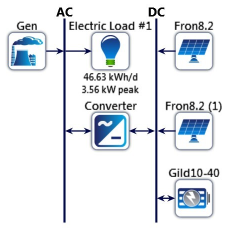 AC
DC
Gen
Electric Load #1
Fron8.2
46.63 kWh/d
3.56 kW peak
Converter
Fron8.2 (1)
Gild10-40